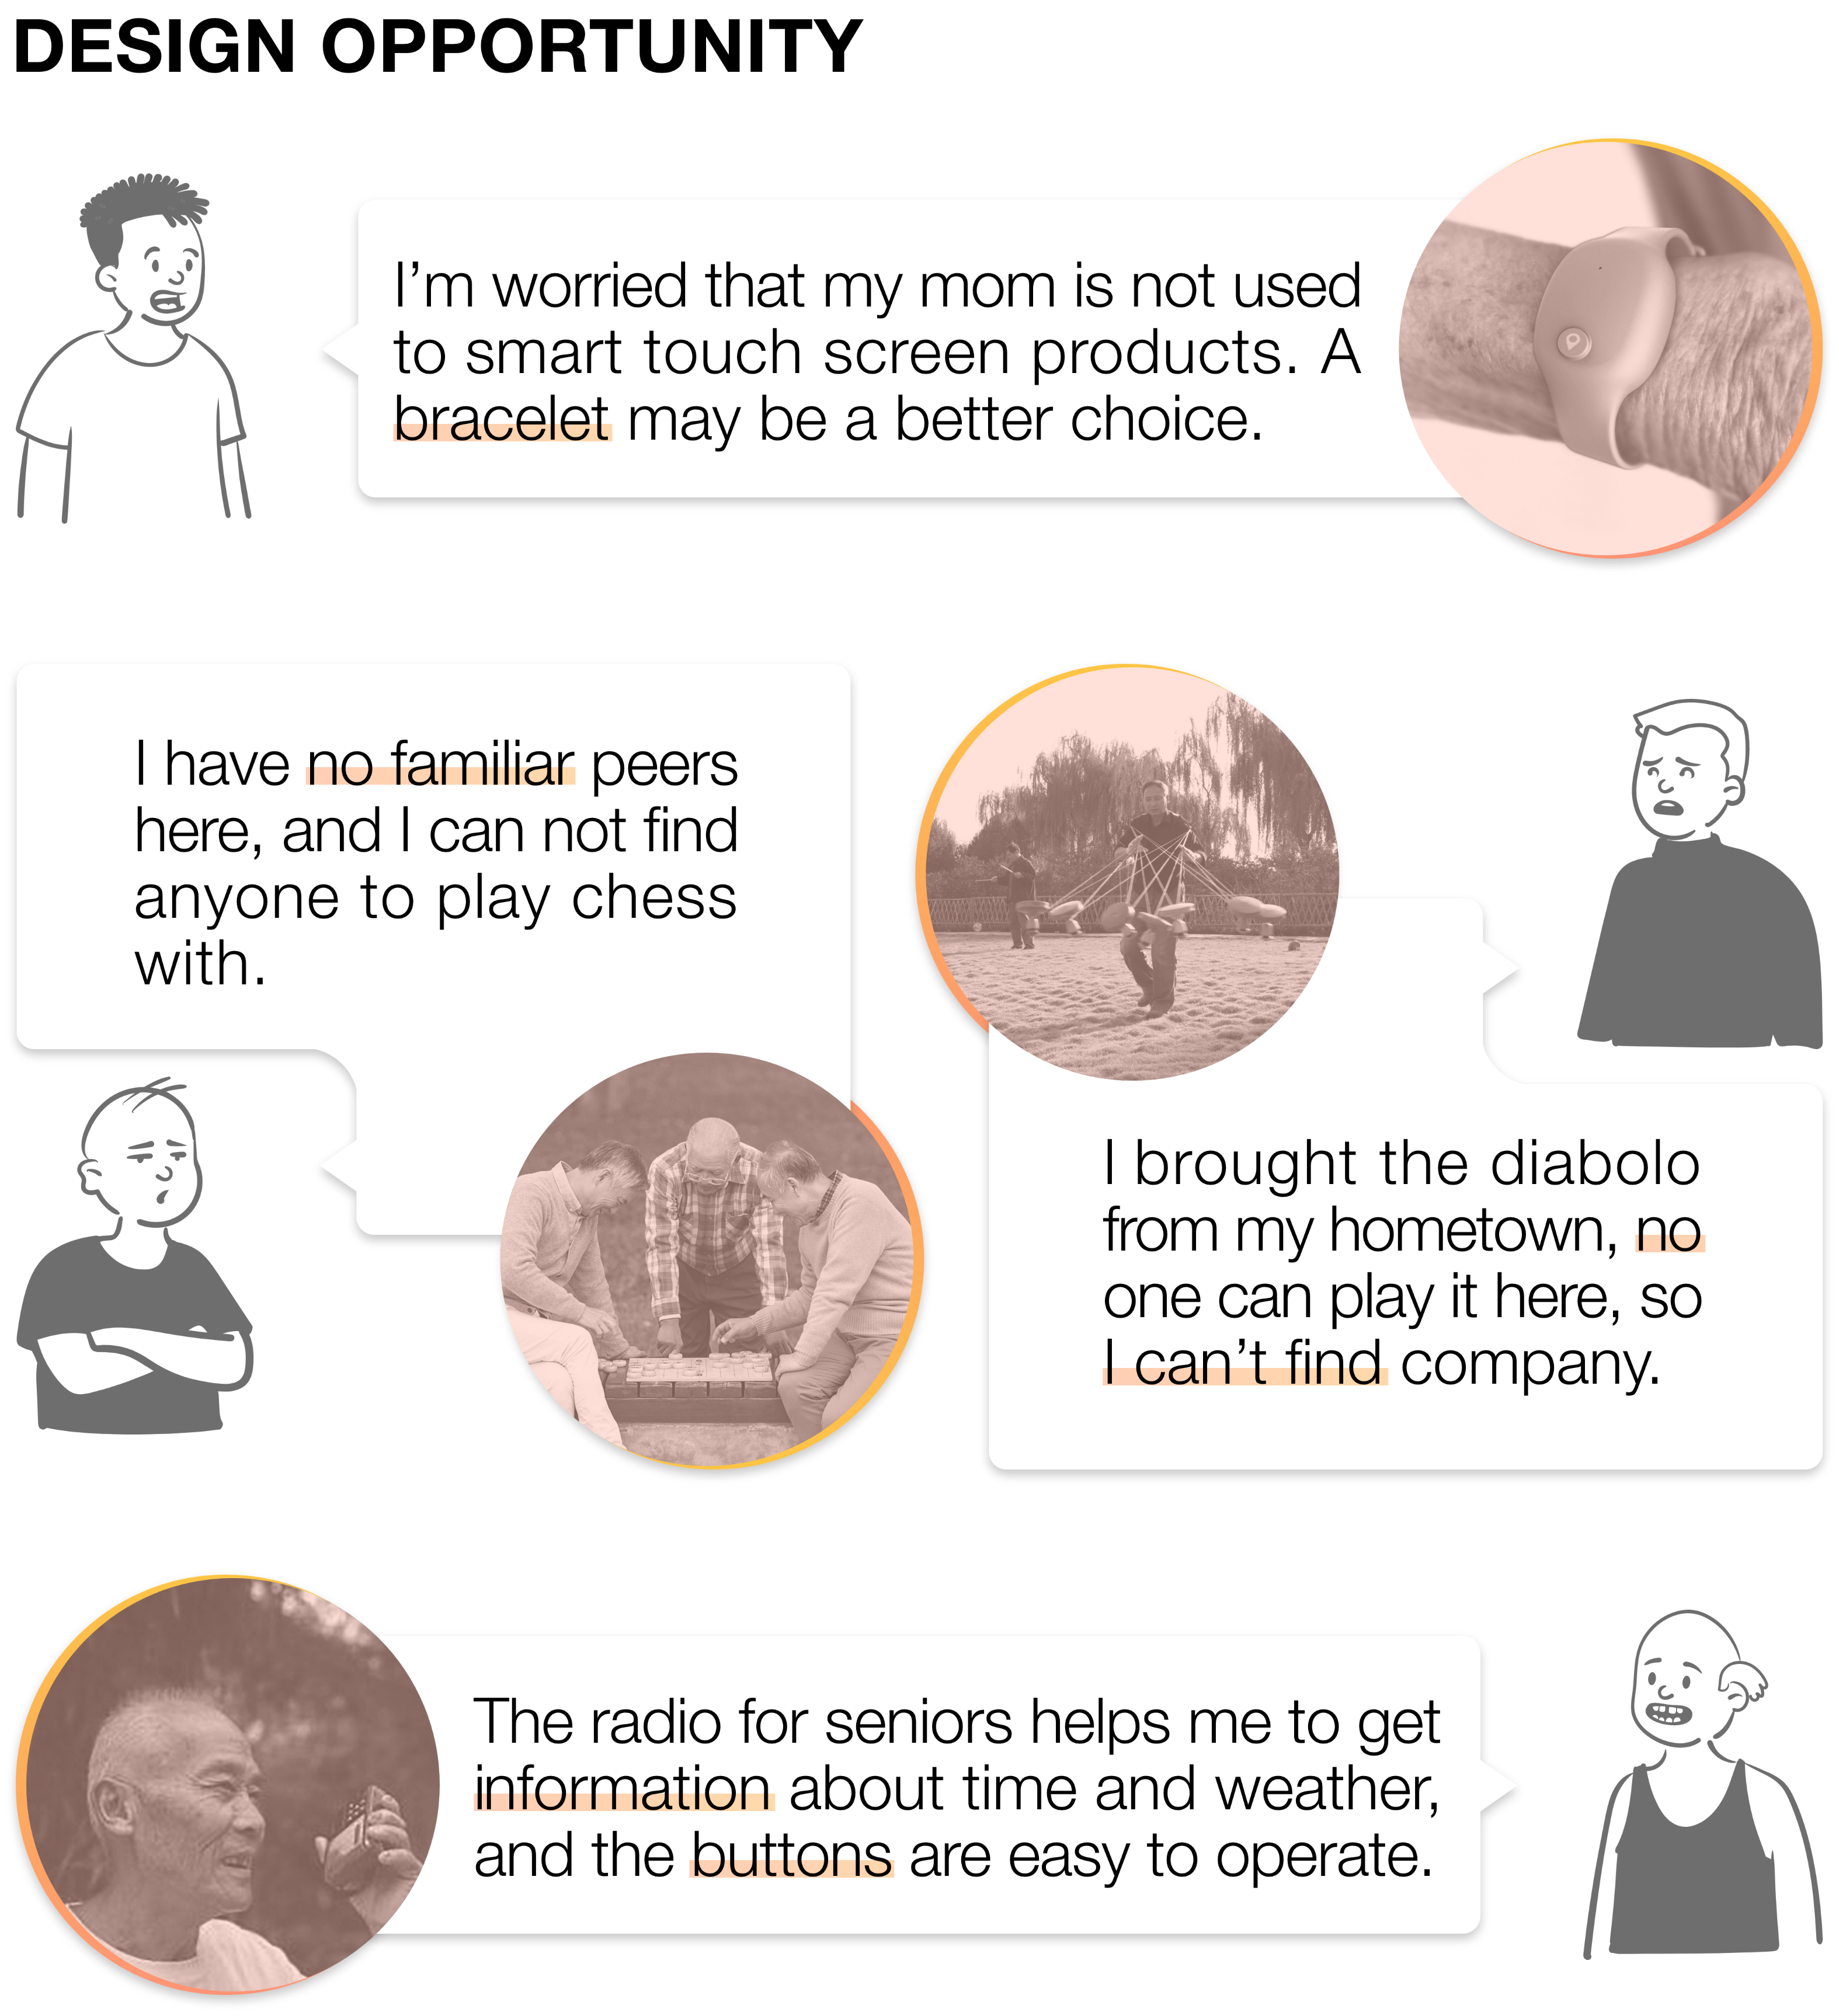 DESIGN OPPORTUNITY
I’m worried that my mom is not used
to smart touch screen products. A
bracelet may be a better choice.
I have no familiar peers
here, and I can not find
anyone to play chess
with.
I brought the diabolo
from my hometown, no
one can play it here, so
I can’t find company.
The radio for seniors helps me to get
information about time and weather,
and the buttons are easy to operate.